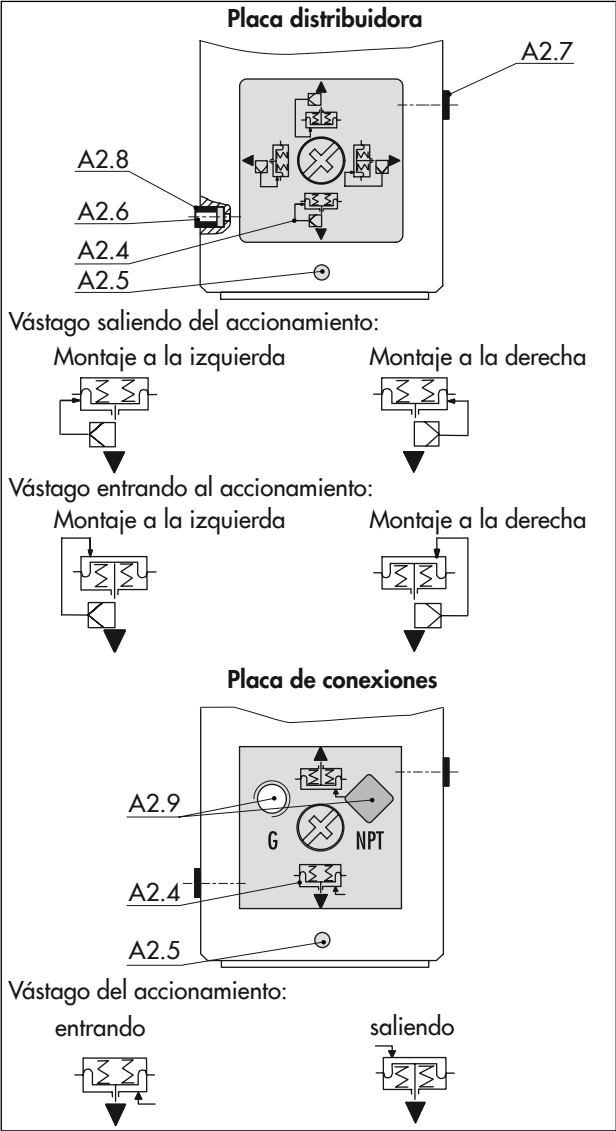 Placa distribuidora
A2.7
A2.8
A2.6
A2.4
A2.5
Vástago saliendo del accionamiento:
Montaje a la izquierda Montaje a la derecha
Vástago entrando al accionamiento:
Montaje a la izquierda Montaje a la derecha
Placa de conexiones
A2.9
G NPT
A2.4
A2.5
Vástago del accionamiento:
entrando saliendo